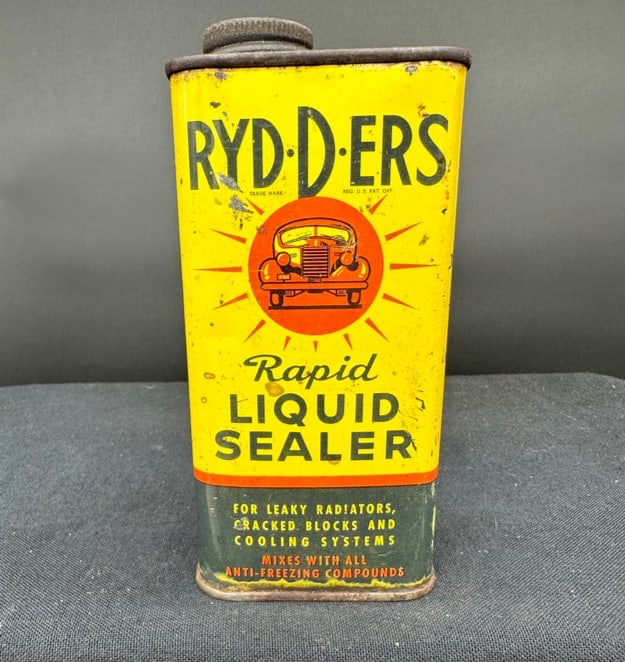 RYD·D·ERS
TRADE MARK REG. U.S. PAT. OFF.
Rapid
LIQUID
SEALER
FOR LEAKY RADIATORS,
CRACKED BLOCKS AND
COOLING SYSTEMS
MIXES WITH ALL
ANTI-FREEZING COMPOUNDS